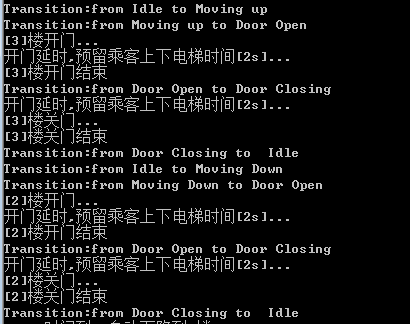 Transition:from Idle to Moving up
Transition:from Moving up to Door Open
[3]楼开门...
开门延时,预留乘客上下电梯时间[2s]...
[3]楼开门结束
Transition:from Door Open to Door Closing
开门延时,预留乘客上下电梯时间[2s]...
[3]楼关门...
[3]楼关门结束
Transition:from Door Closing to  Idle
Transition:from Idle to Moving Down
Transition:from Moving Down to Door Open
[2]楼开门...
开门延时,预留乘客上下电梯时间[2s]...
[2]楼开门结束
Transition:from Door Open to Door Closing
开门延时,预留乘客上下电梯时间[2s]...
[2]楼关门...
[2]楼关门结束
Transition:from Door Closing to  Idle